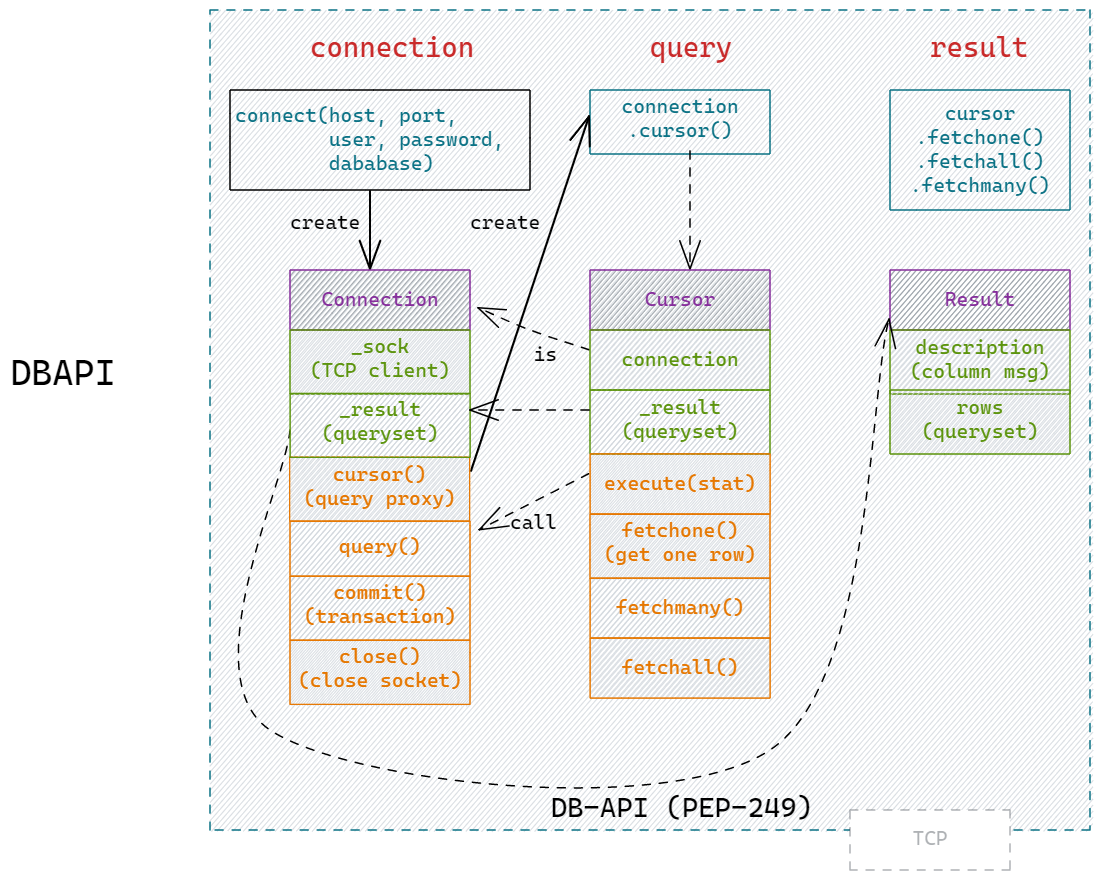 connection
query
result
connect(host, port,
user, password,
dababase)
connection
.cursor()
cursor
.fetchone()
.fetchall()
.fetchmany()
create
create
Connection
_sock
(TCP client)
_result
(queryset)
cursor()
(query proxy)
query()
commit()
(transaction)
close()
(close socket)
is
call
Cursor
connection
_result
(queryset)
execute(stat)
fetchone()
(get one row)
fetchmany()
fetchall()
Result
description
(column msg)
rows
(queryset)
DBAPI
DB-API (PEP-249)
TCP